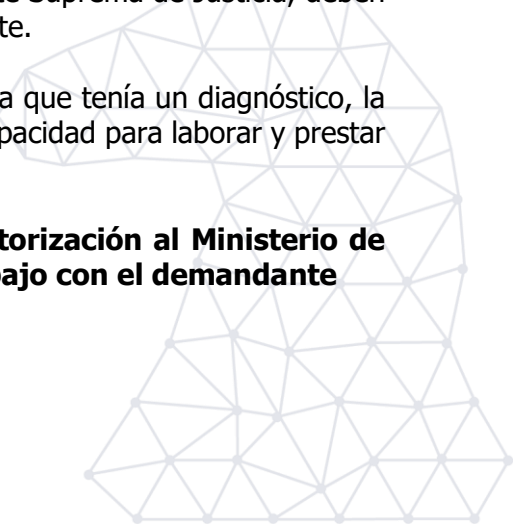 Suprema de Justicia, deben
te.
a que tenía un diagnóstico, la
pacidad para laborar y prestar
torización al Ministerio de
bajo con el demandante